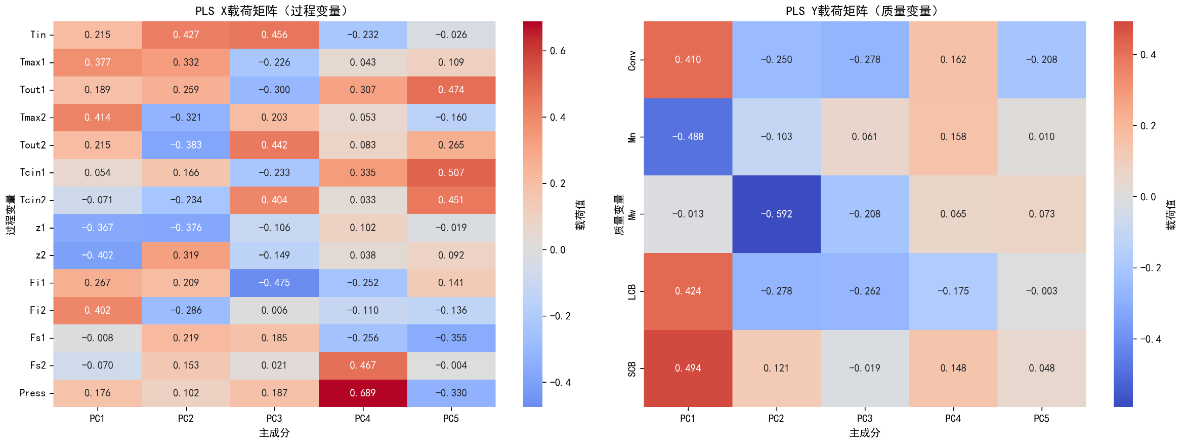 PLS X载荷矩阵（过程变量）
过程变量
Tin 0.215 0.427 0.456 -0.232 -0.026
Tmax1 0.377 0.332 -0.226 0.043 0.109
Tout1 0.189 0.259 -0.300 0.307 0.474
Tmax2 0.414 -0.321 0.203 0.053 -0.160
Tout2 0.215 -0.383 0.442 0.083 0.265
Tcin1 0.054 0.166 -0.233 0.335 0.507
Tcin2 -0.071 -0.234 0.404 0.033 0.451
z1 -0.367 -0.376 -0.106 0.102 -0.019
z2 -0.402 0.319 -0.149 0.038 0.092
Fi1 0.267 0.209 -0.475 -0.252 0.141
Fi2 0.402 -0.286 0.006 -0.110 -0.136
Fs1 -0.008 0.219 0.185 -0.256 -0.355
Fs2 -0.070 0.153 0.021 0.467 -0.004
Press 0.176 0.102 0.187 0.689 -0.330
PC1 PC2 PC3 PC4 PC5
主成分
0.6
0.4
0.2
0.0
-0.2
-0.4
载荷值
PLS Y载荷矩阵（质量变量）
质量变量
Conv 0.410 -0.250 -0.278 0.162 -0.208
Mn -0.488 -0.103 0.061 0.158 0.010
Mw -0.013 -0.592 -0.208 0.065 0.073
LCB 0.424 -0.278 -0.262 -0.175 -0.003
SCB 0.494 0.121 -0.019 0.148 0.048
PC1 PC2 PC3 PC4 PC5
主成分
0.4
0.2
0.0
-0.2
-0.4
载荷值